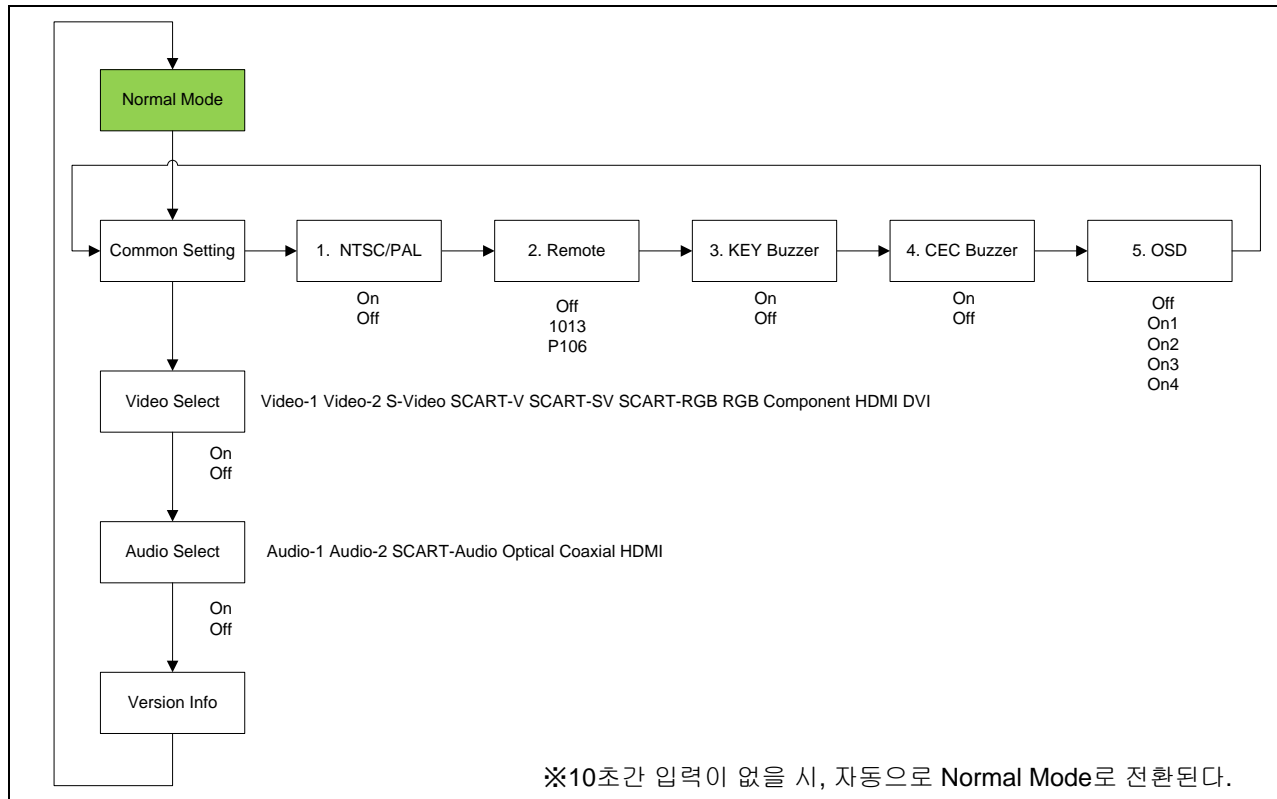 Normal Mode
Common Setting
1. NTSC/PAL
2. Remote
3. KEY Buzzer
4. CEC Buzzer
5. OSD
On
Off
Off
1013
P106
On
Off
On
Off
Off
On1
On2
On3
On4
Video Select
Video-1 Video-2 S-Video SCART-V SCART-SV SCART-RGB RGB Component HDMI DVI
On
Off
Audio Select
Audio-1 Audio-2 SCART-Audio Optical Coaxial HDMI
On
Off
Version Info
※10초간 입력이 없을 시, 자동으로 Normal Mode로 전환된다.